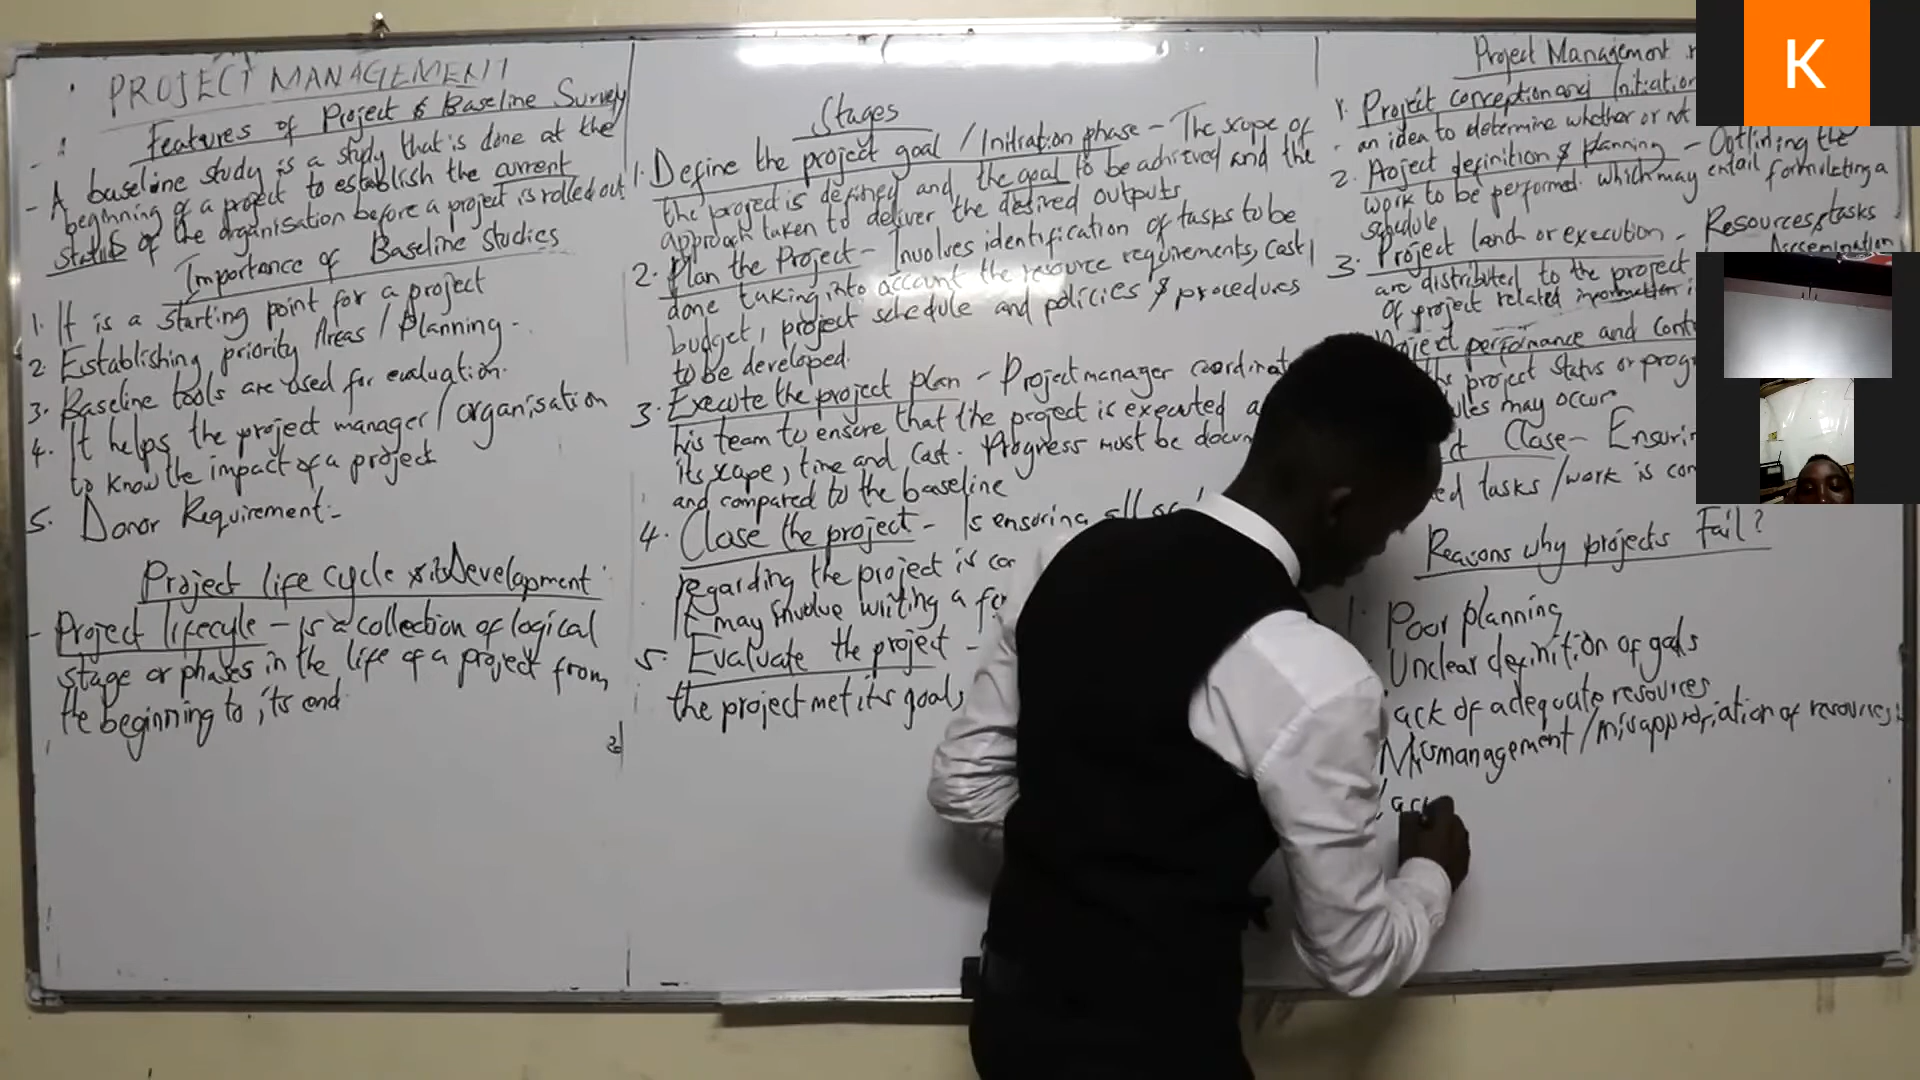 PROJECT MANAGEMENT
Features of Project & Baseline Survey
- A baseline study is a study that is done at the
beginning of a project to establish the current
status of the organisation before a project is rolled out
Importance of Baseline Studies
1. It is a starting point for a project
2. Establishing priority Areas / Planning -
3. Baseline tools are used for evaluation.
4. It helps the project manager / organisation
to know the impact of a project
5. Donor Requirement:-
Project life cycle & its Development
- Project lifecyle - Is a collection of logical
stage or phases in the life of a project from
the beginning to its end
Stages
1. Define the project goal / Initiation phase - The scope of
the project is defined and, the goal to be achieved and the
approach taken to deliver the desired outputs
2. Plan the Project - Involves identification of tasks to be
done taking into account the resource requirements, cost /
budget, project schedule and policies & procedures
to be developed.
3. Execute the project plan - Project manager
his team to ensure that the project is executed
its scope, time and cost. Progress must be
and compared to the baseline
4. Close the project - Is ensuring all
regarding the project is
It may involve writing a
5. Evaluate the project -
the project met its goals,
Project Management
1. Project conception and Initiation
- an idea to determine whether or not
2. Project definition & planning - Outlining the
work to be performed which may entail formulating a
schedule
3. Project lanch or execution - Resources, tasks
are distributed to the project
Dissemination
of project related information
Project performance and
project status or
may occur
Close - Ensuring
tasks / work is
Reasons why projects Fail?
1. Poor planning
Unclear definition of goals
Lack of adequate resources
Mismanagement / misappropriation of resources
Lac
K